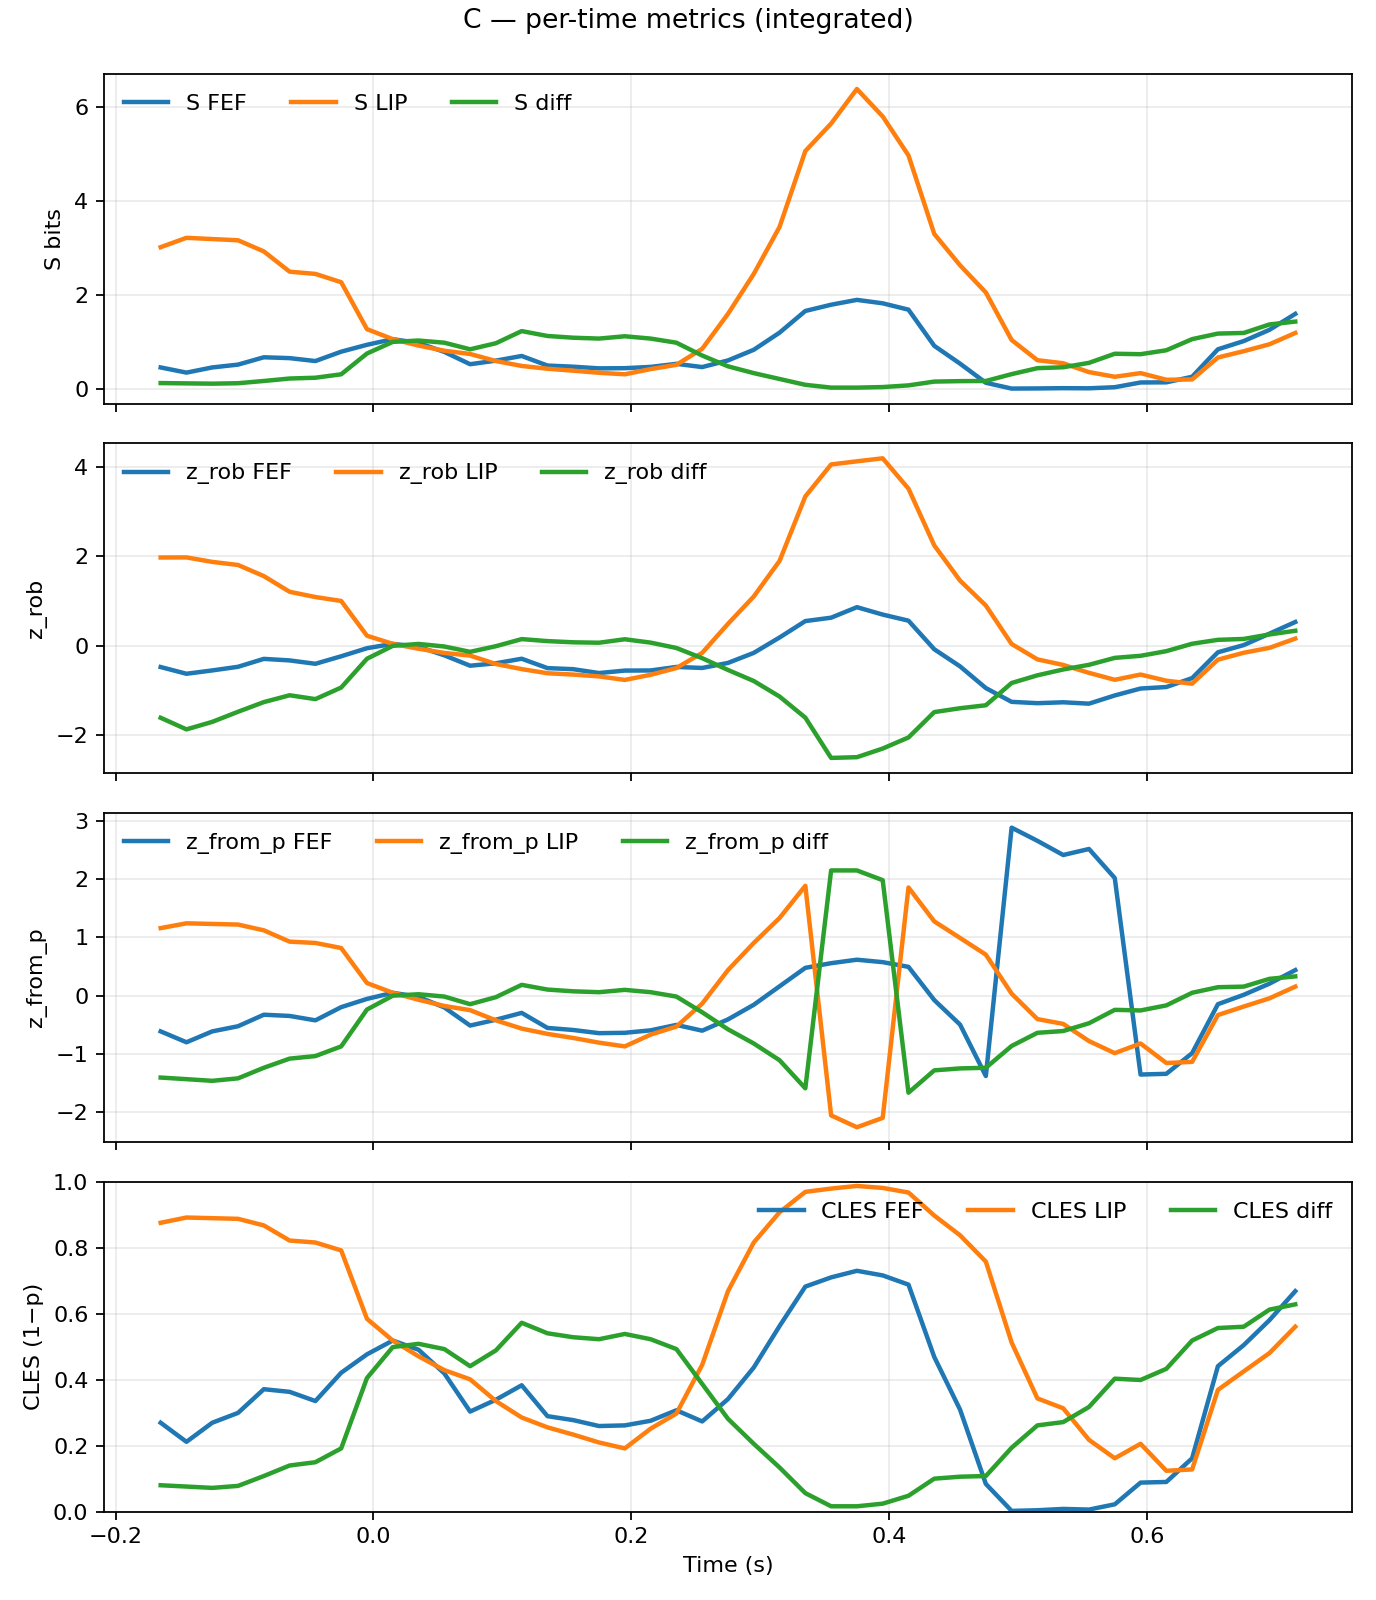 C — per-time metrics (integrated)
S FEF S LIP S diff
6
4
2
0
S bits
z_rob FEF z_rob LIP z_rob diff
4
2
0
−2
z_rob
z_from_p FEF z_from_p LIP z_from_p diff
3
2
1
0
−1
−2
z_from_p
CLES FEF CLES LIP CLES diff
1.0
0.8
0.6
0.4
0.2
0.0
CLES (1−p)
−0.2 0.0 0.2 0.4 0.6
Time (s)